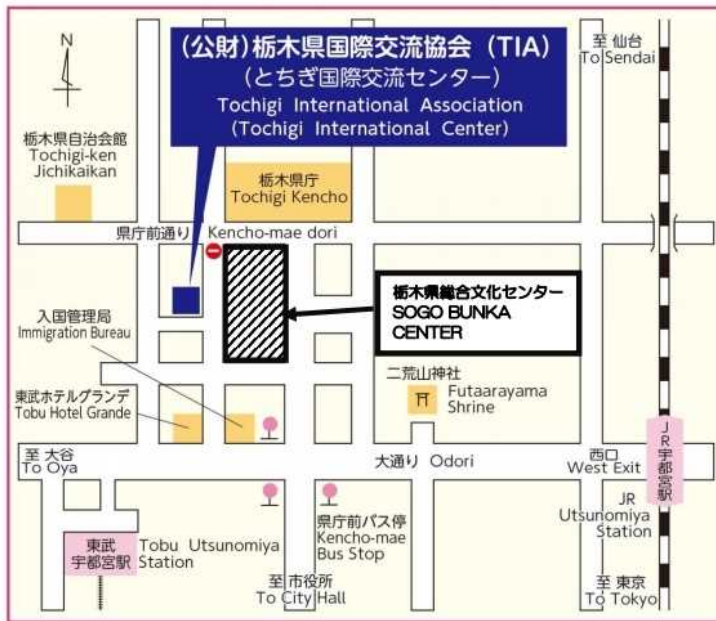 (公財)栃木県国際交流協会 (TIA)
(とちぎ国際交流センター)
Tochigi International Association
(Tochigi International Center)
N
至 仙台
To Sendai
栃木県自治会館
Tochigi-ken
Jichikaikan
栃木県庁
Tochigi Kencho
県庁前通り Kencho-mae dori
栃木県総合文化センター
SOGO BUNKA
CENTER
入国管理局
Immigration Bureau
二荒山神社
Futaarayama
Shrine
東武ホテルグランデ
Tobu Hotel Grande
至 大谷
To Oya
大通り Odori
西口
West Exit
JR宇都宮駅
JR
Utsunomiya
Station
県庁前バス停
Kencho-mae
Bus Stop
東武
宇都宮駅
Tobu Utsunomiya
Station
至 市役所
To City Hall
至 東京
To Tokyo